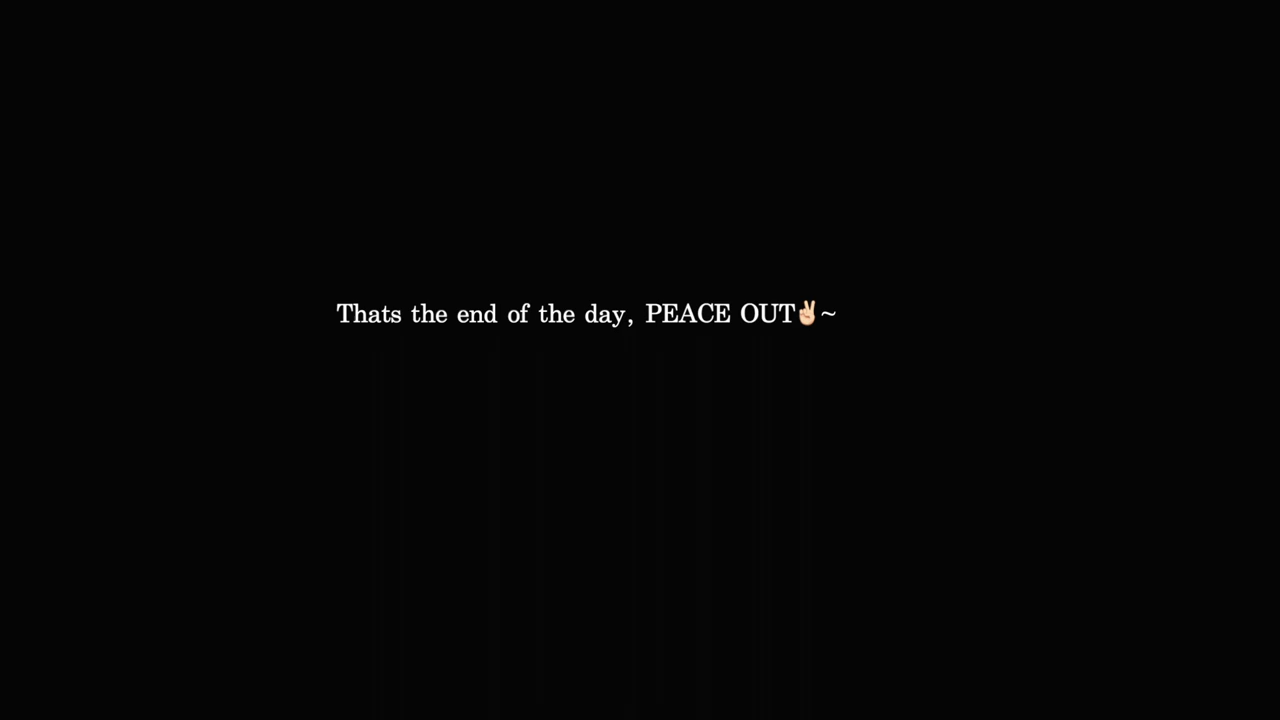 Thats the end of the day, PEACE OUT✌🏻~